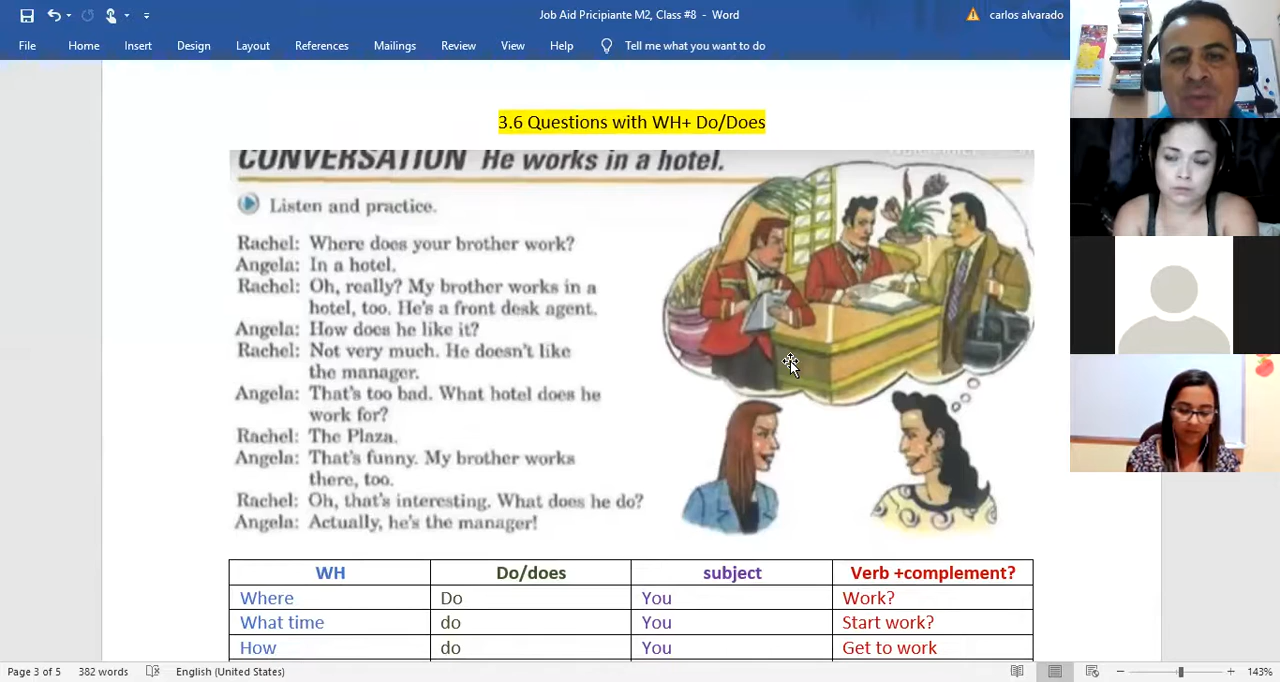 Job Aid Pricipiante M2, Class #8 - Word
carlos alvarado
File Home Insert Design Layout References Mailings Review View Help Tell me what you want to do
3.6 Questions with WH+ Do/Does
CONVERSATION He works in a hotel.
Listen and practice.
Rachel: Where does your brother work?
Angela: In a hotel.
Rachel: Oh, really? My brother works in a
hotel, too. He's a front desk agent.
Angela: How does he like it?
Rachel: Not very much. He doesn't like
the manager.
Angela: That's too bad. What hotel does he
work for?
Rachel: The Plaza.
Angela: That's funny. My brother works
there, too.
Rachel: Oh, that's interesting. What does he do?
Angela: Actually, he's the manager!
WH Do/does subject Verb +complement?
Where Do You Work?
What time do You Start work?
How do You Get to work
Page 3 of 5 382 words English (United States) 143%